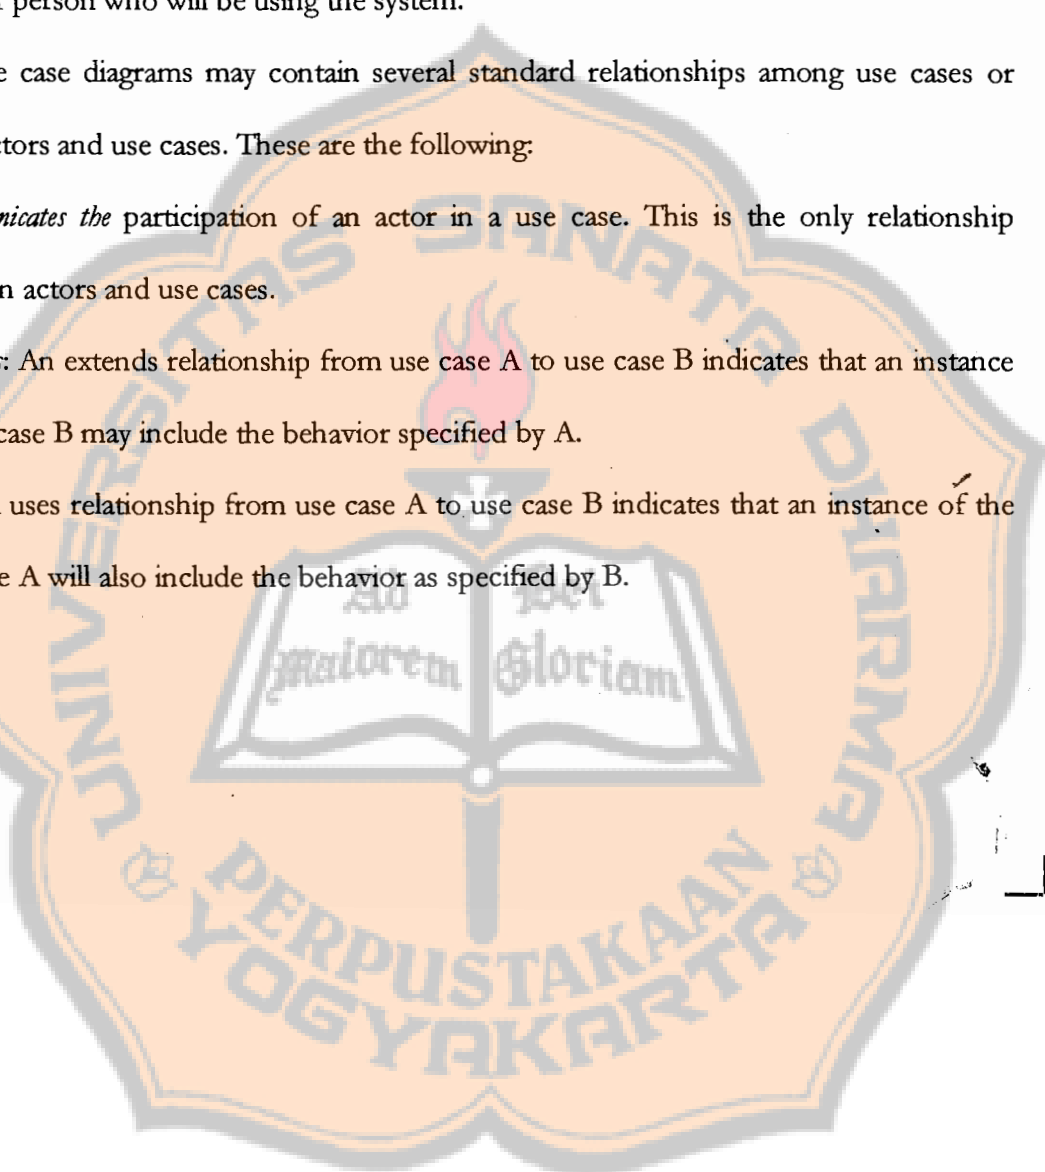 person who will be using the system.
case diagrams may contain several standard relationships among use cases or
and use cases. These are the following:
the participation of an actor in a use case. This is the only relationship
actors and use cases.
An extends relationship from use case A to use case B indicates that an instance
case B may include the behavior specified by A.
uses relationship from use case A to use case B indicates that an instance of the
A will also include the behavior as specified by B.
UNIVERSITAS SANATA DHARMA
Ad Dei
maiorem Gloriam
PERPUSTAKAAN
YOGYAKARTA